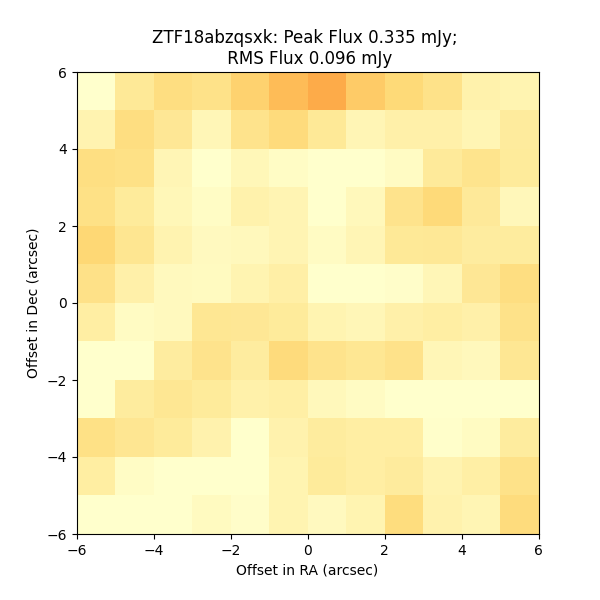 ZTF18abzqsxk: Peak Flux 0.335 mJy;
RMS Flux 0.096 mJy
6
4
2
0
−2
−4
−6
Offset in Dec (arcsec)
−6 −4 −2 0 2 4 6
Offset in RA (arcsec)